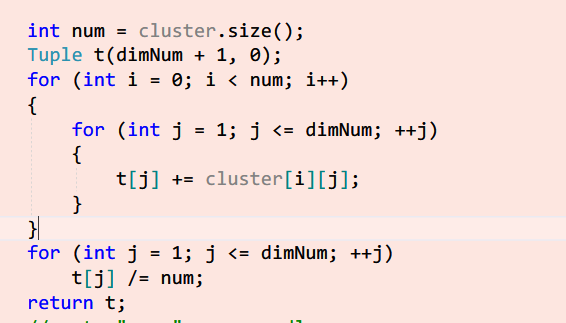 int num = cluster.size();
Tuple t(dimNum + 1, 0);
for (int i = 0; i < num; i++)
{
for (int j = 1; j <= dimNum; ++j)
{
t[j] += cluster[i][j];
}
}
for (int j = 1; j <= dimNum; ++j)
t[j] /= num;
return t;